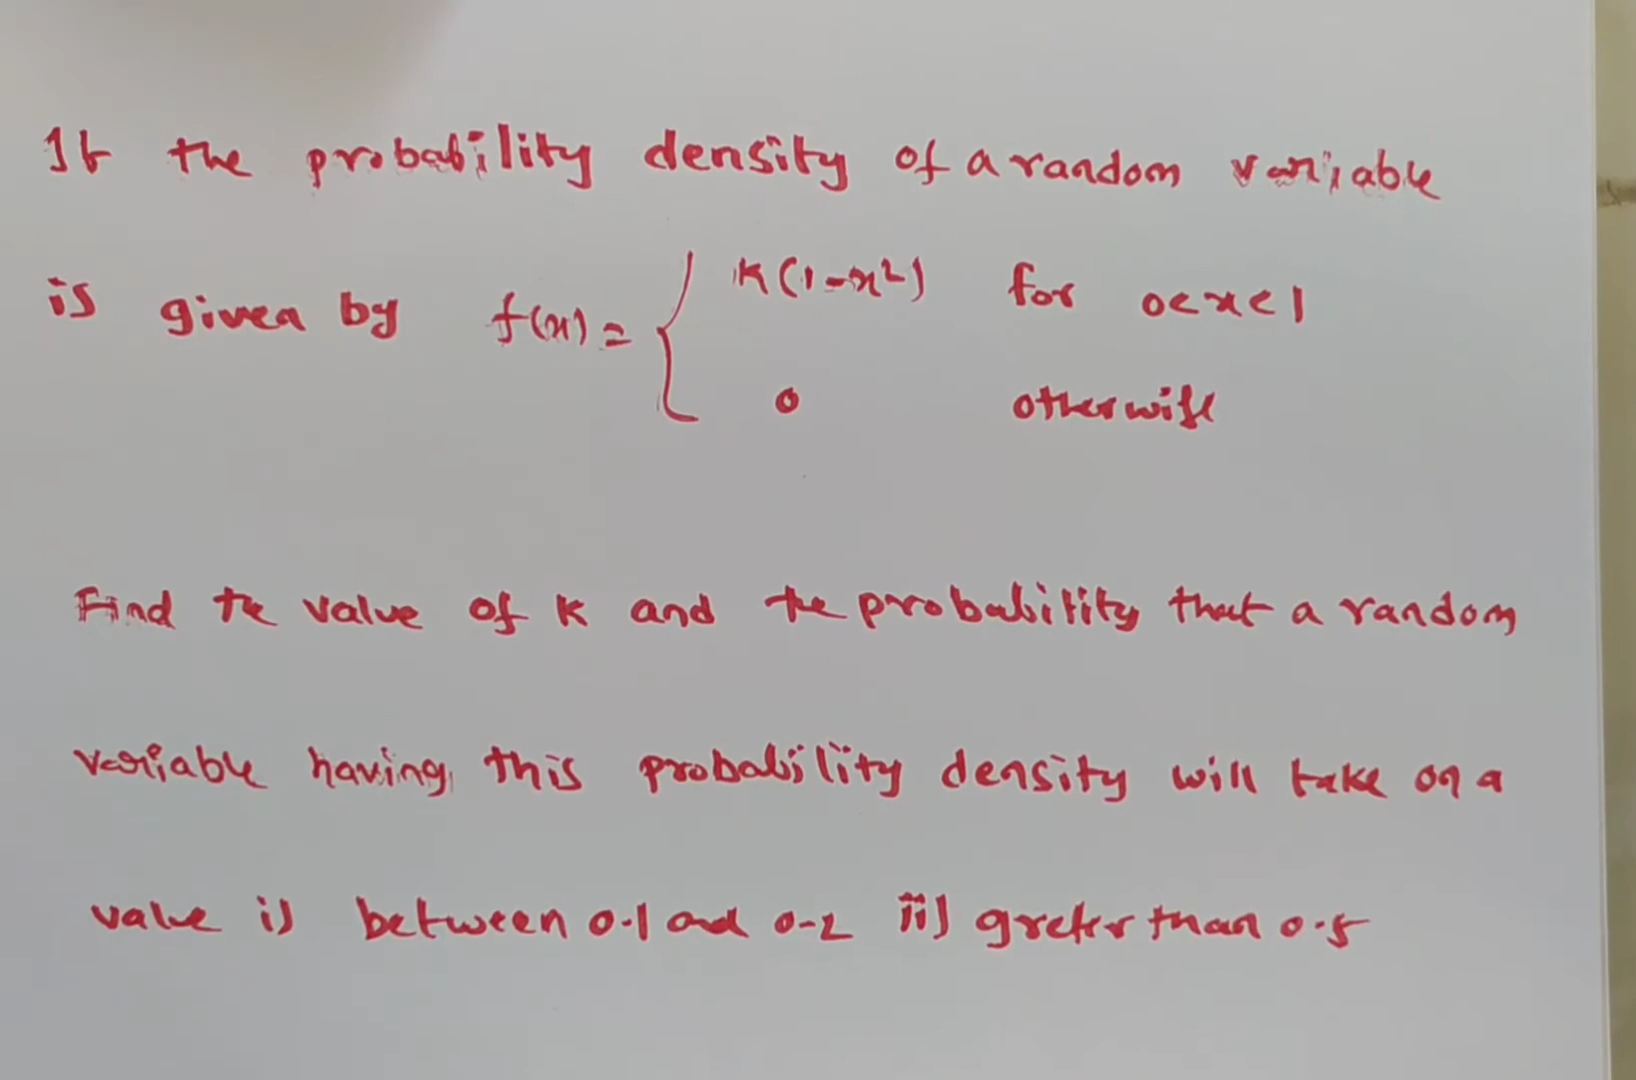 If the probability density of a random variable
is given by f(x) = { k(1-x²) for 0<x<1
0 otherwise
Find the value of k and the probability that a random
variable having this probability density will take on a
value i) between 0.1 and 0.2 ii) greter than 0.5